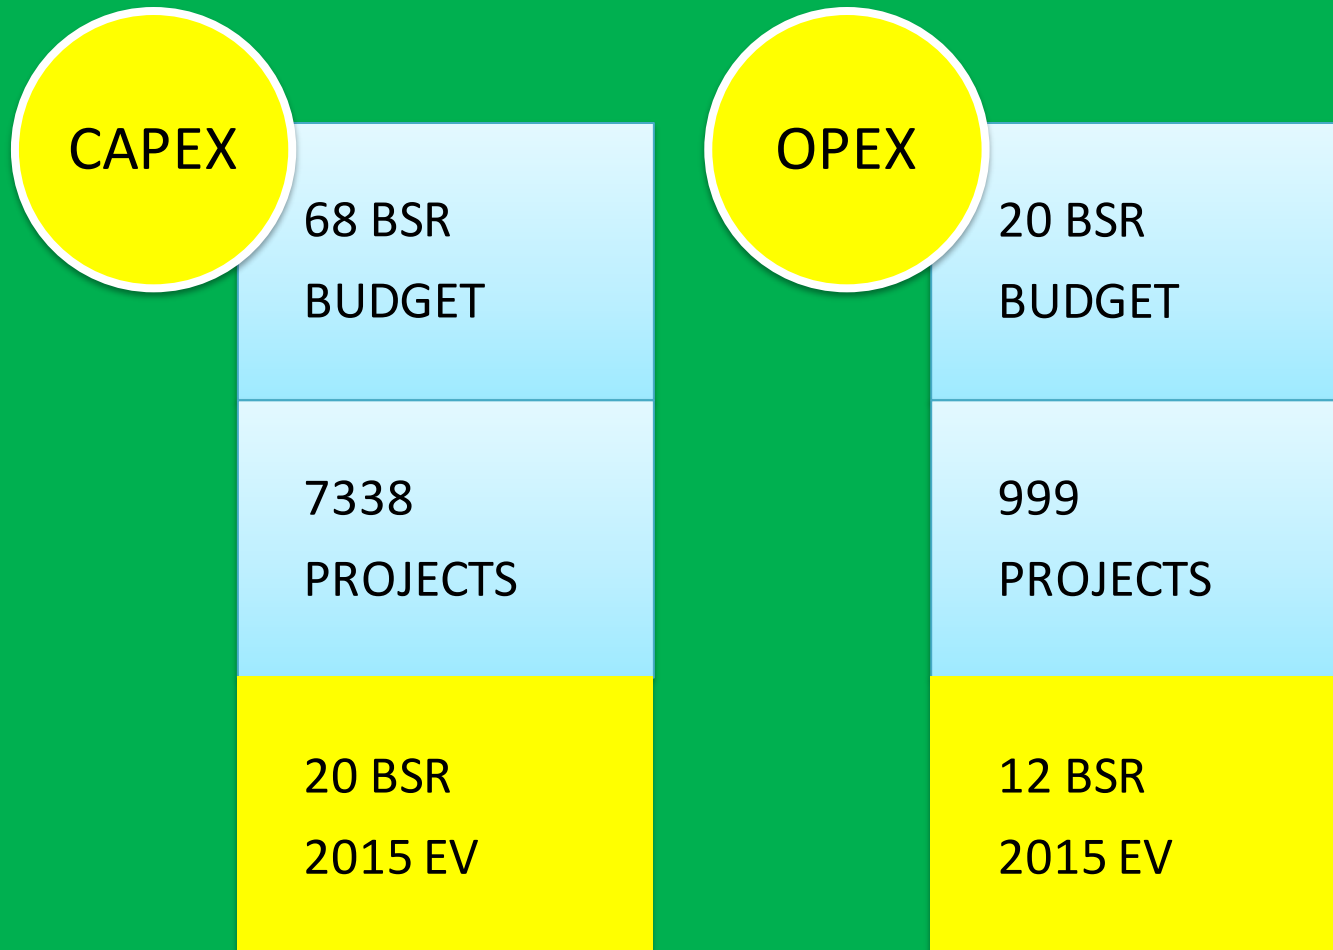 CAPEX
68 BSR
BUDGET
7338
PROJECTS
20 BSR
2015 EV
OPEX
20 BSR
BUDGET
999
PROJECTS
12 BSR
2015 EV